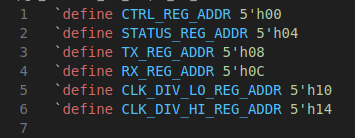 1 `define CTRL_REG_ADDR 5'h00
2 `define STATUS_REG_ADDR 5'h04
3 `define TX_REG_ADDR 5'h08
4 `define RX_REG_ADDR 5'h0C
5 `define CLK_DIV_LO_REG_ADDR 5'h10
6 `define CLK_DIV_HI_REG_ADDR 5'h14